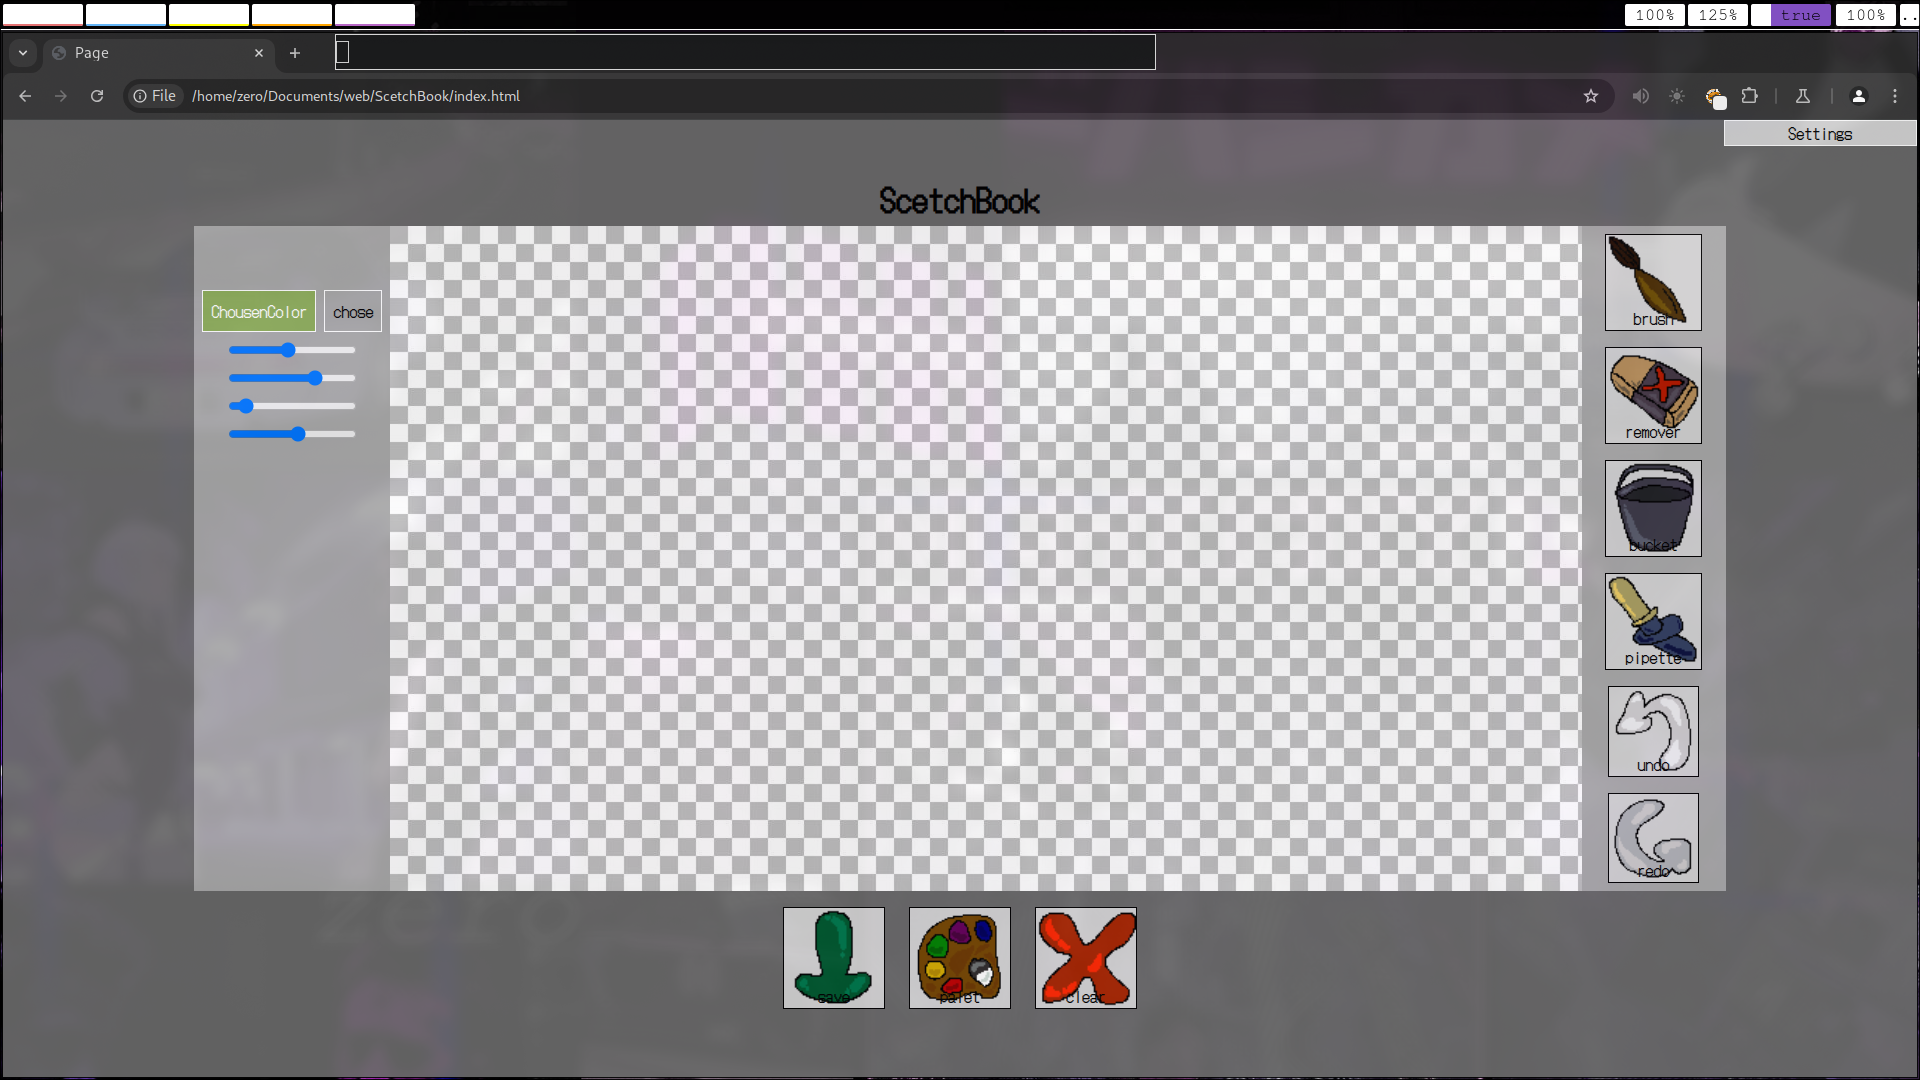 100% 125% true 100% ..
Page
File /home/zero/Documents/web/ScetchBook/index.html
Settings
ScetchBook
ChousenColor chose
brush
remover
bucket
pipette
undo
redo
zero
save palet clear